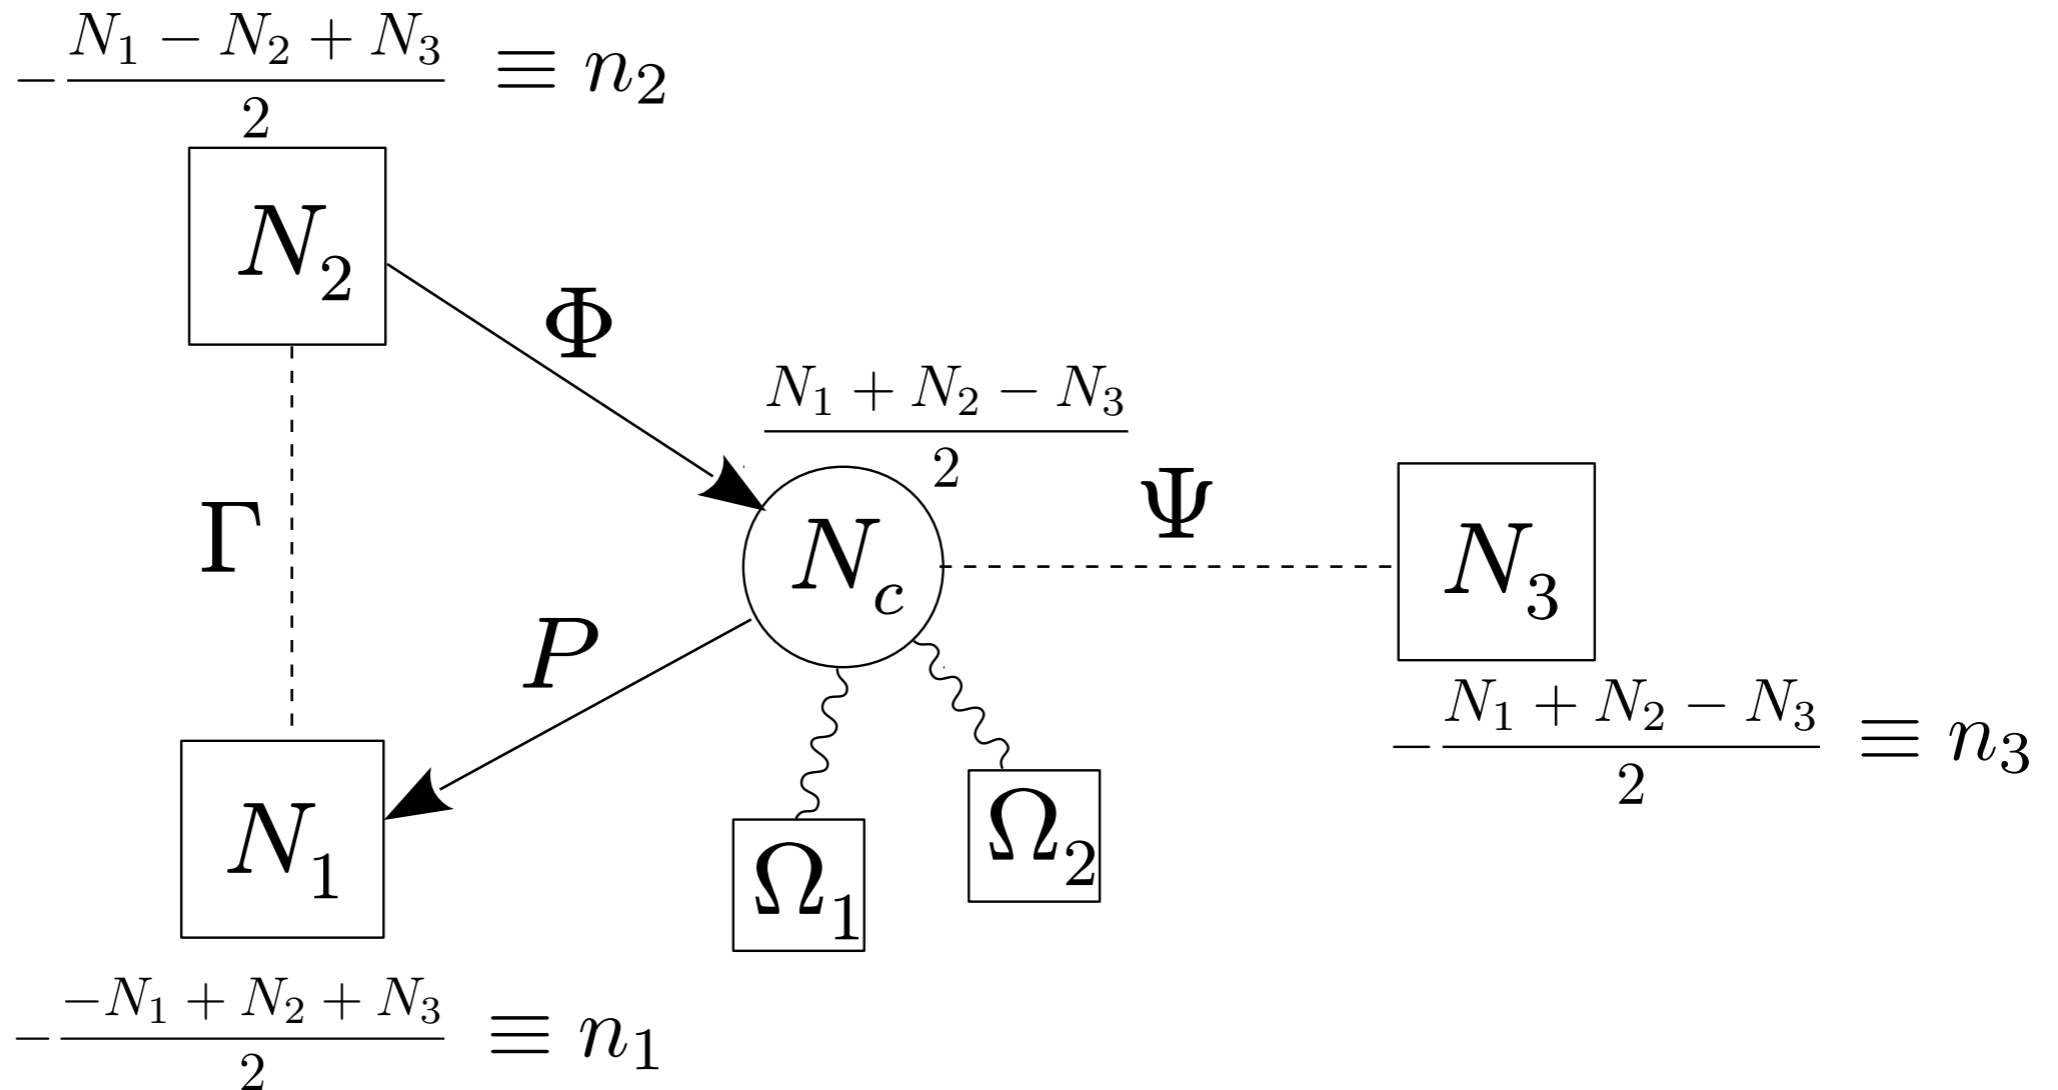 −(N₁ − N₂ + N₃)/2 ≡ n₂
N₂
Φ
(N₁ + N₂ − N₃)/2
Γ
N_c
Ψ
N₃
P
−(N₁ + N₂ − N₃)/2 ≡ n₃
N₁
Ω₁
Ω₂
−(−N₁ + N₂ + N₃)/2 ≡ n₁